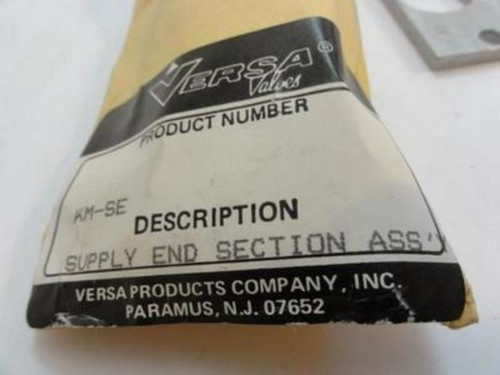 VERSA®
Valves
PRODUCT NUMBER
KM-SE
DESCRIPTION
SUPPLY END SECTION ASS'
VERSA PRODUCTS COMPANY, INC.
PARAMUS, N.J. 07652